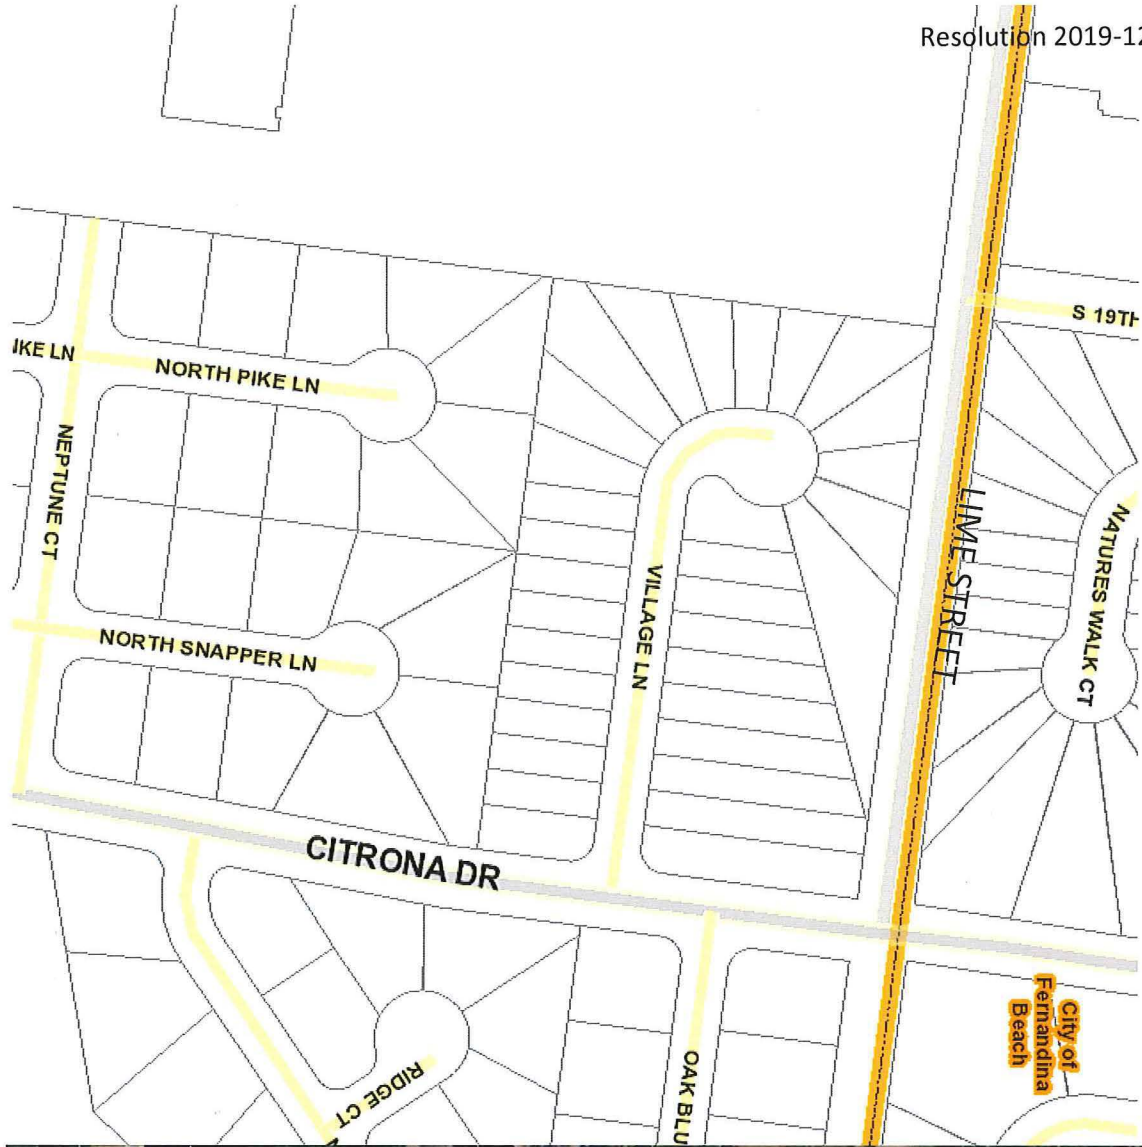 Resolution 2019-12
S 19TH
IKE LN
NORTH PIKE LN
NEPTUNE CT
LIME STREET
NATURES WALK CT
VILLAGE LN
NORTH SNAPPER LN
CITRONA DR
City of
Fernandina
Beach
RIDGE CT
OAK BLU